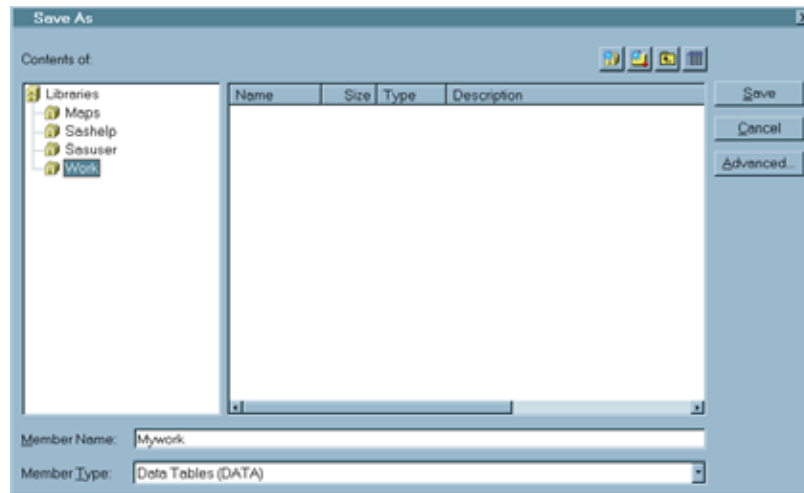 Save As
Contents of:
Libraries
Maps
Sashelp
Sasuser
Work
Name Size Type Description
Save
Cancel
Advanced...
Member Name: Mywork
Member Type: Data Tables (DATA)